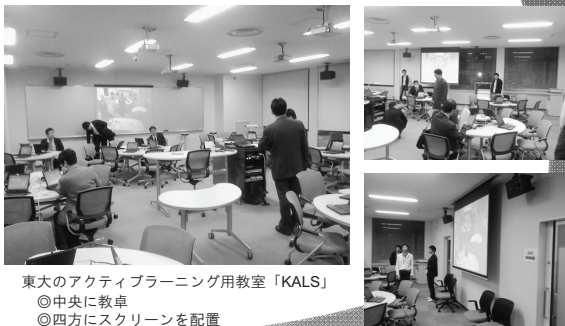 東大のアクティブラーニング用教室「KALS」
◎中央に教卓
◎四方にスクリーンを配置